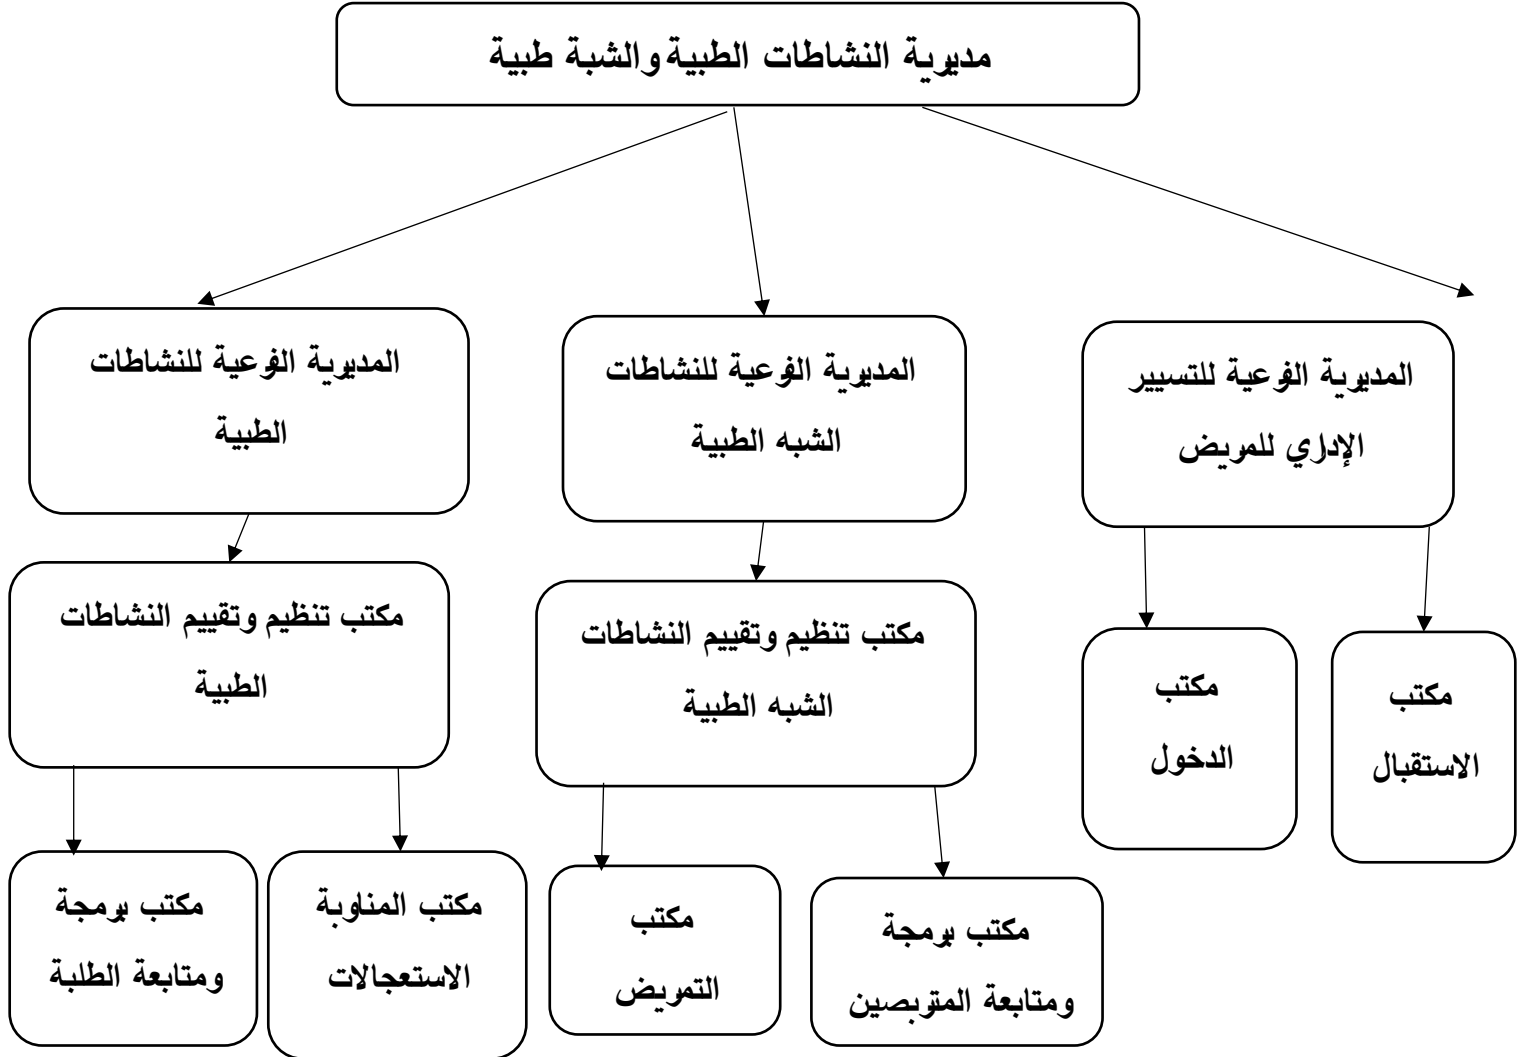 مديرية النشاطات الطبية والشبة طبية
المديرية الفرعية للتسيير
الإداري للمريض
المديرية الفرعية للنشاطات
الشبه الطبية
المديرية الفرعية للنشاطات
الطبية
مكتب
الاستقبال
مكتب
الدخول
مكتب تنظيم وتقييم النشاطات
الشبه الطبية
مكتب تنظيم وتقييم النشاطات
الطبية
مكتب برمجة
ومتابعة المتربصين
مكتب
التمريض
مكتب المناوبة
الاستعجالات
مكتب برمجة
ومتابعة الطلبة